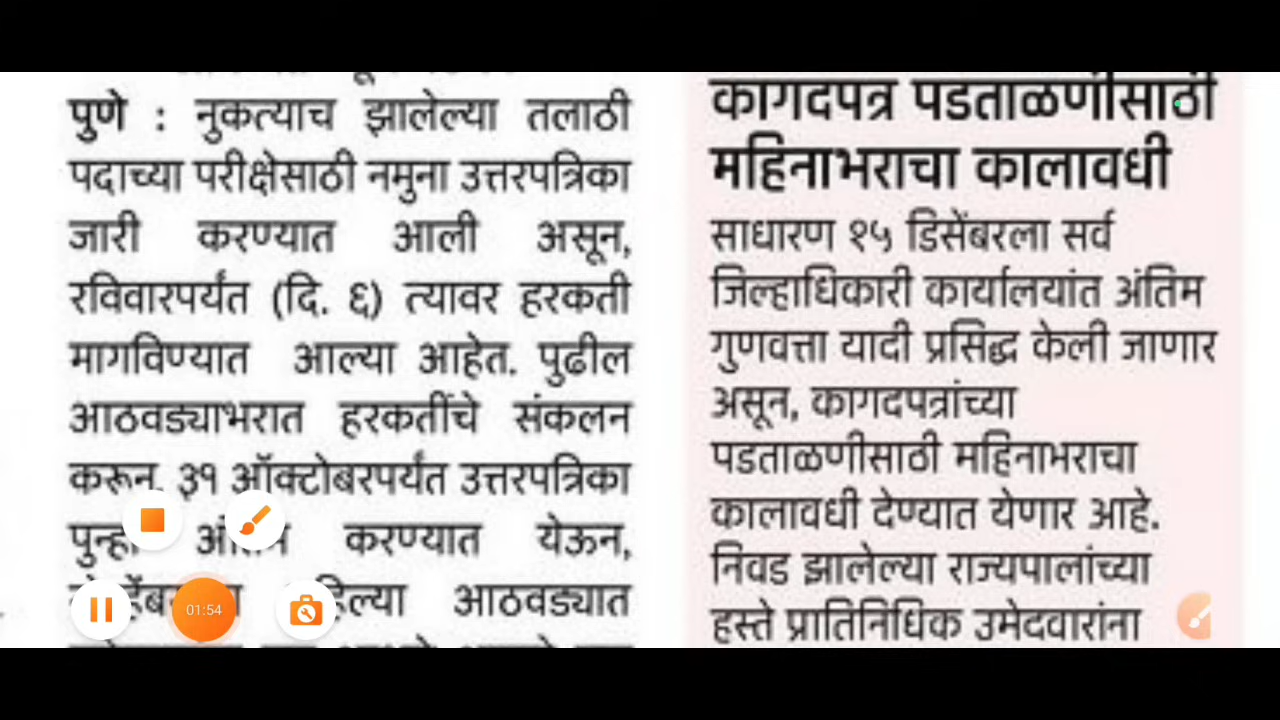 पुणे : नुकत्याच झालेल्या तलाठी
पदाच्या परीक्षेसाठी नमुना उत्तरपत्रिका
जारी करण्यात आली असून,
रविवारपर्यंत (दि. ६) त्यावर हरकती
मागविण्यात आल्या आहेत. पुढील
आठवड्याभरात हरकतींचे संकलन
करून, ३१ ऑक्टोबरपर्यंत उत्तरपत्रिका
करण्यात येऊन,
आठवड्यात
कागदपत्र पडताळणीसाठी
महिनाभराचा कालावधी
साधारण १५ डिसेंबरला सर्व
जिल्हाधिकारी कार्यालयांत अंतिम
गुणवत्ता यादी प्रसिद्ध केली जाणार
असून, कागदपत्रांच्या
पडताळणीसाठी महिनाभराचा
कालावधी देण्यात येणार आहे.
निवड झालेल्या राज्यपालांच्या
हस्ते प्रातिनिधिक उमेदवारांना
01:54